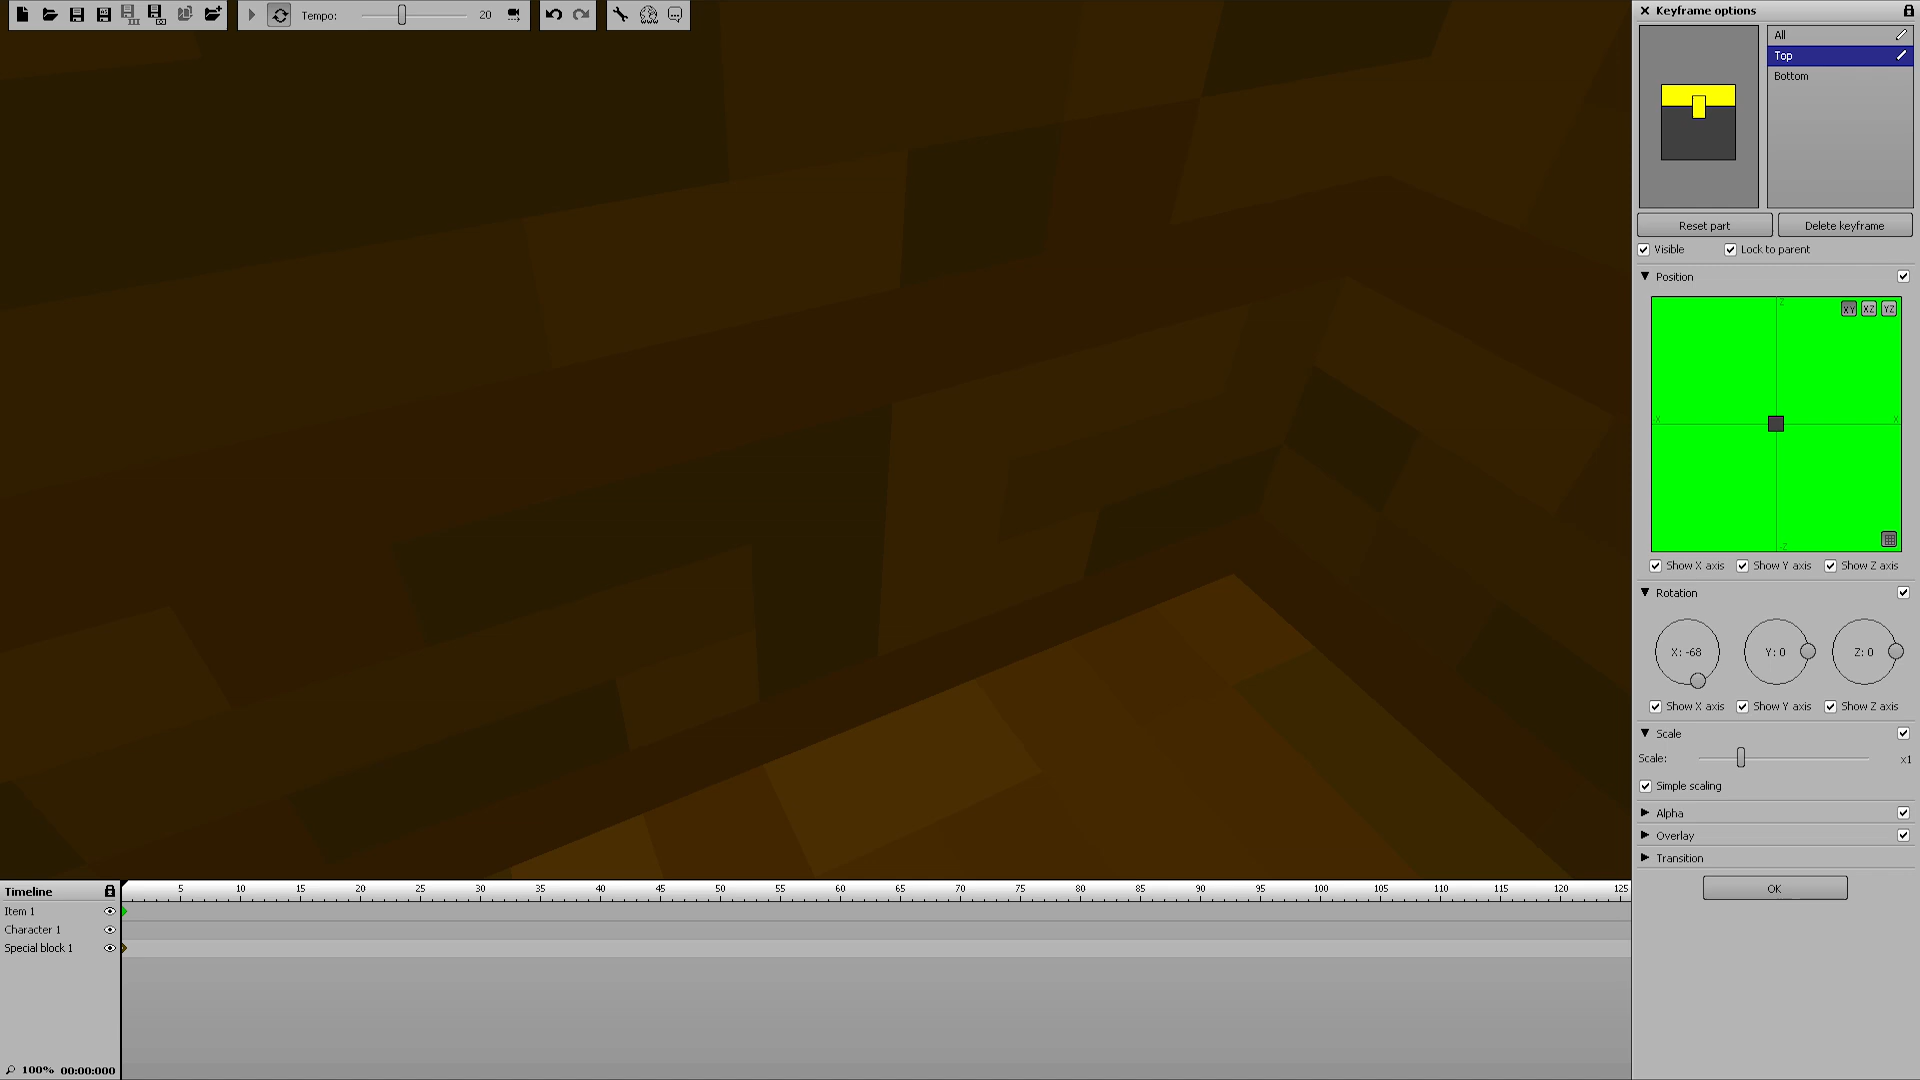 Tempo: 20
Keyframe options
All
Top
Bottom
Reset part Delete keyframe
Visible Lock to parent
Position
XY XZ YZ
Z
-X X
-Z
Show X axis Show Y axis Show Z axis
Rotation
X: -68 Y: 0 Z: 0
Show X axis Show Y axis Show Z axis
Scale
Scale: x1
Simple scaling
Alpha
Overlay
Transition
OK
Timeline 5 10 15 20 25 30 35 40 45 50 55 60 65 70 75 80 85 90 95 100 105 110 115 120 125
Item 1
Character 1
Special block 1
100% 00:00:000